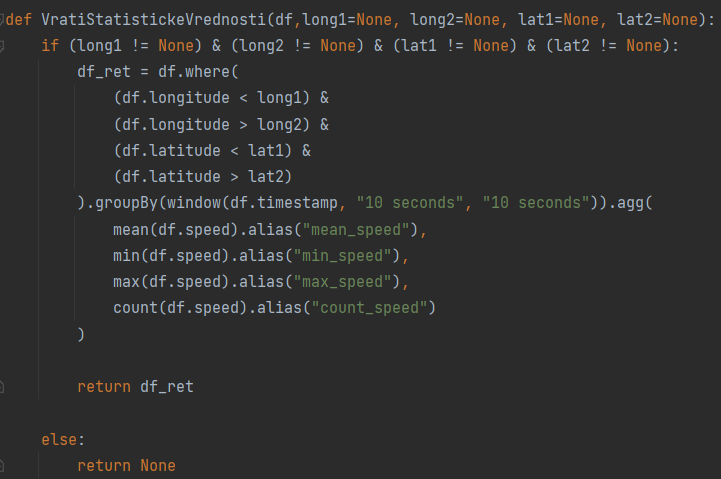 def VratiStatistickeVrednosti(df,long1=None, long2=None, lat1=None, lat2=None):
    if (long1 != None) & (long2 != None) & (lat1 != None) & (lat2 != None):
        df_ret = df.where(
            (df.longitude < long1) &
            (df.longitude > long2) &
            (df.latitude < lat1) &
            (df.latitude > lat2)
        ).groupBy(window(df.timestamp, "10 seconds", "10 seconds")).agg(
            mean(df.speed).alias("mean_speed"),
            min(df.speed).alias("min_speed"),
            max(df.speed).alias("max_speed"),
            count(df.speed).alias("count_speed")
        )
        return df_ret
    else:
        return None